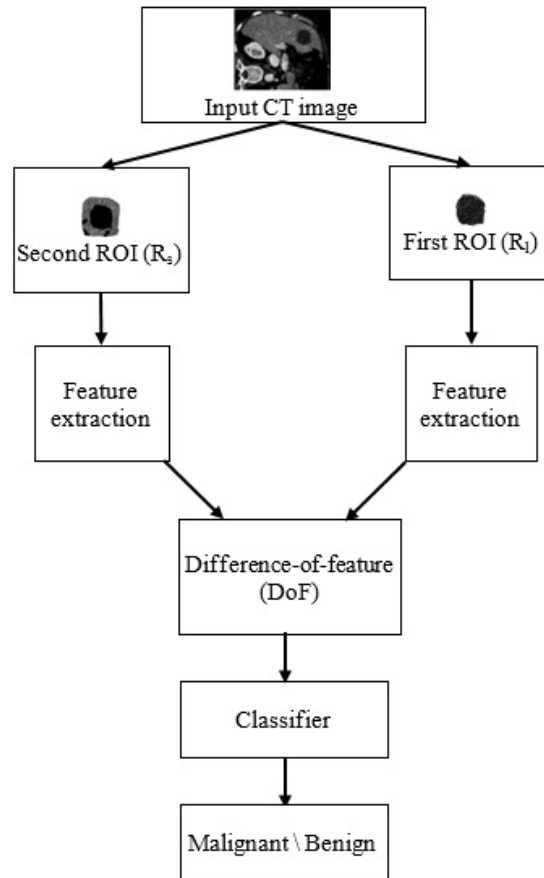 Input CT image
Second ROI (Rₛ)
First ROI (Rₗ)
Feature
extraction
Feature
extraction
Difference-of-feature
(DoF)
Classifier
Malignant \ Benign